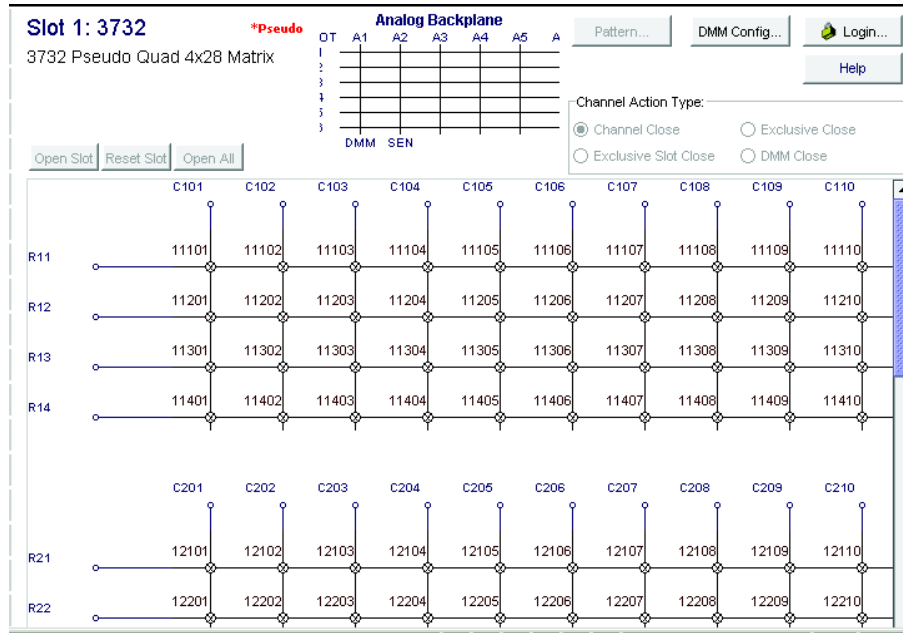 Slot 1: 3732
*Pseudo
3732 Pseudo Quad 4x28 Matrix
Analog Backplane
OT A1 A2 A3 A4 A5 A
DMM SEN
Pattern...
DMM Config...
Login...
Help
Channel Action Type:
Channel Close
Exclusive Close
Exclusive Slot Close
DMM Close
Open Slot Reset Slot Open All
C101 C102 C103 C104 C105 C106 C107 C108 C109 C110
R11 11101 11102 11103 11104 11105 11106 11107 11108 11109 11110
R12 11201 11202 11203 11204 11205 11206 11207 11208 11209 11210
R13 11301 11302 11303 11304 11305 11306 11307 11308 11309 11310
R14 11401 11402 11403 11404 11405 11406 11407 11408 11409 11410
C201 C202 C203 C204 C205 C206 C207 C208 C209 C210
R21 12101 12102 12103 12104 12105 12106 12107 12108 12109 12110
R22 12201 12202 12203 12204 12205 12206 12207 12208 12209 12210